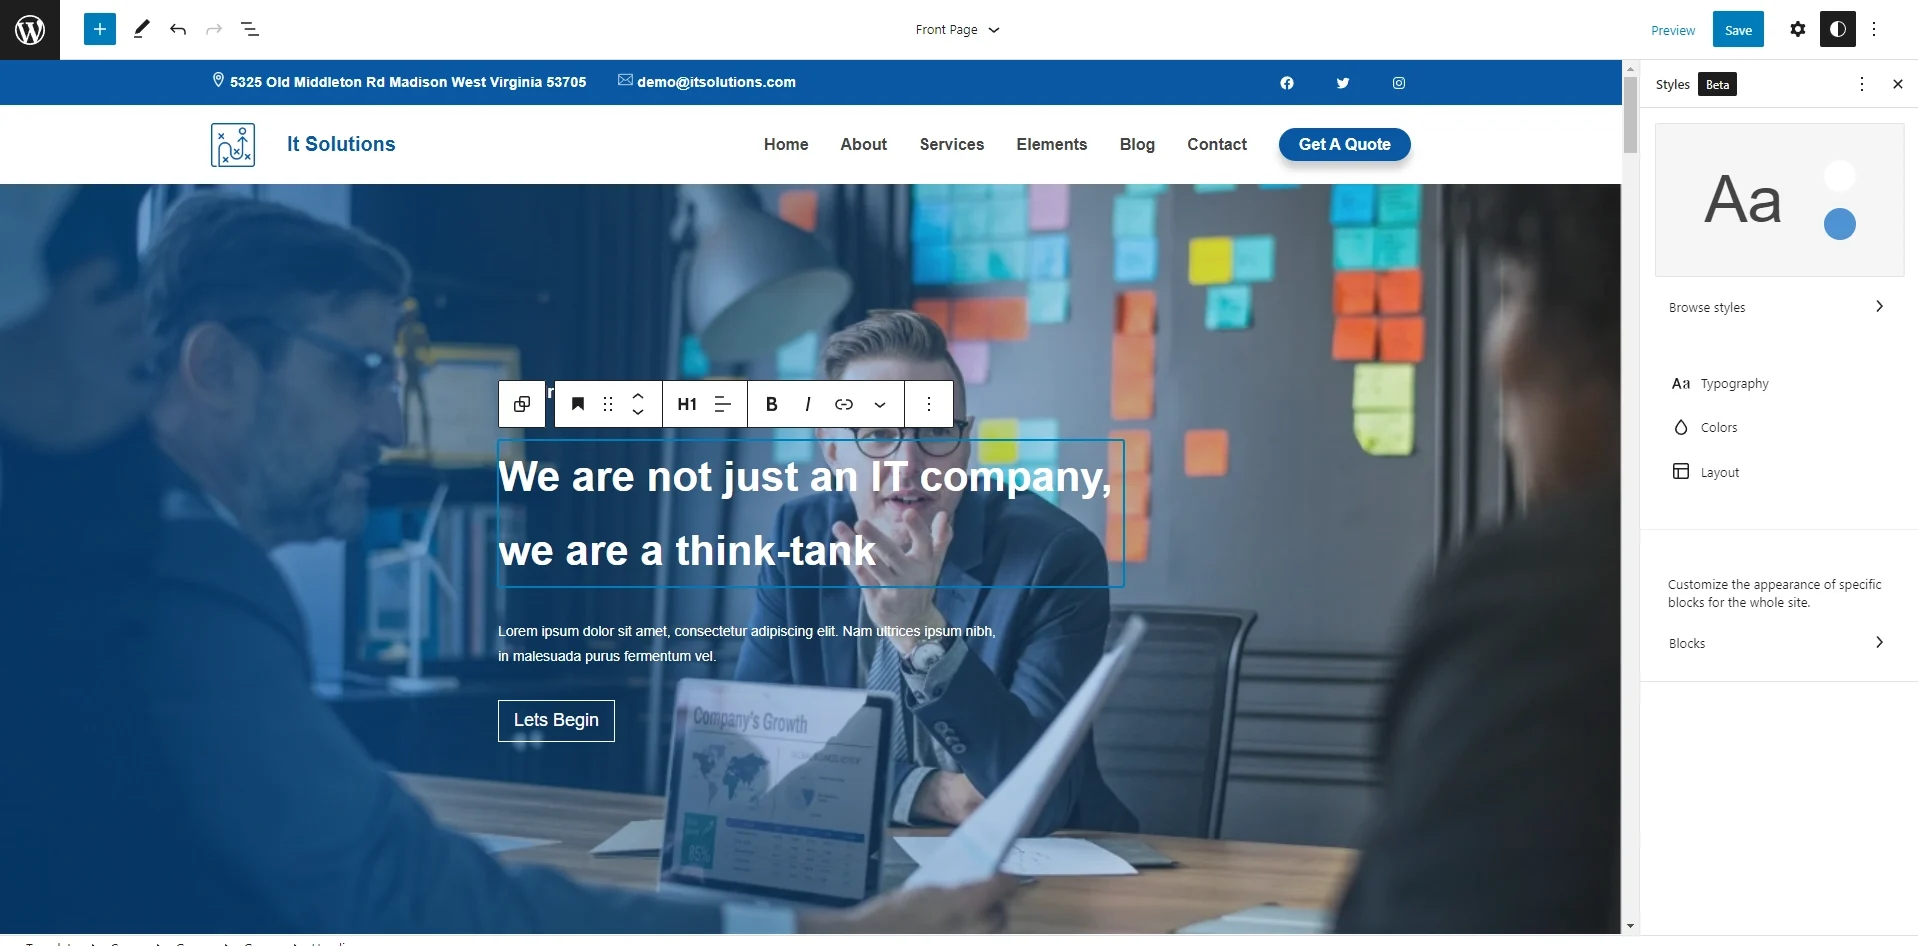 Front Page
Preview
Save
5325 Old Middleton Rd Madison West Virginia 53705
demo@itsolutions.com
Styles
Beta
It Solutions
Home
About
Services
Elements
Blog
Contact
Get A Quote
Aa
Browse styles
Aa Typography
Colors
Layout
H1
B
I
We are not just an IT company,
we are a think-tank
Lorem ipsum dolor sit amet, consectetur adipiscing elit. Nam ultrices ipsum nibh,
in malesuada purus fermentum vel.
Lets Begin
Company's Growth
85%
Customize the appearance of specific
blocks for the whole site.
Blocks